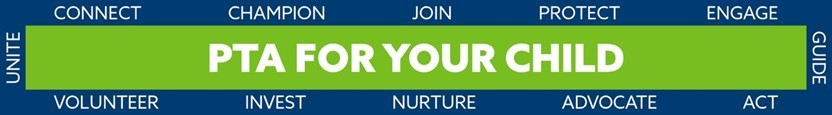 CONNECT CHAMPION JOIN PROTECT ENGAGE
UNITE
PTA FOR YOUR CHILD
GUIDE
VOLUNTEER INVEST NURTURE ADVOCATE ACT